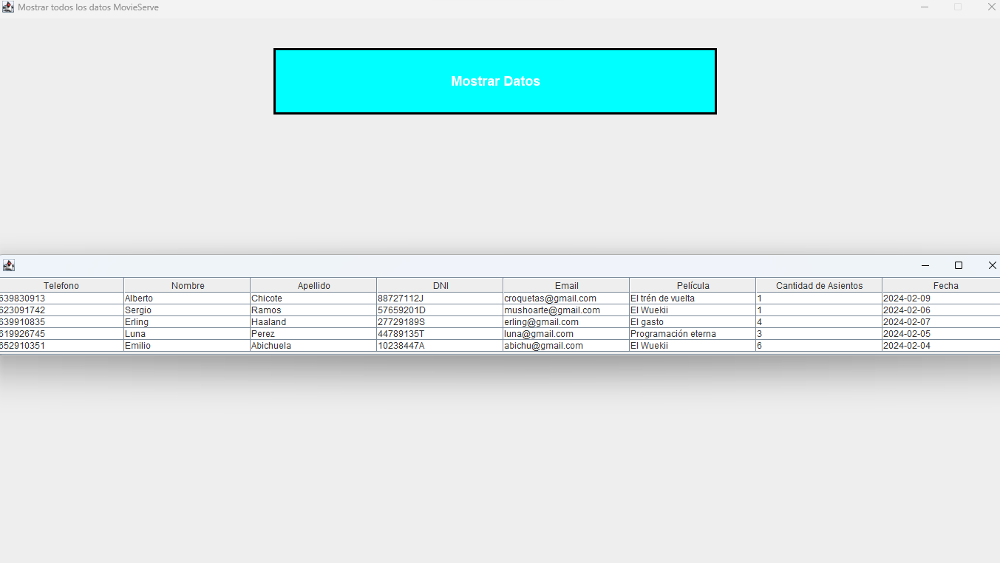 Mostrar todos los datos MovieServe
Mostrar Datos
Telefono Nombre Apellido DNI Email Película Cantidad de Asientos Fecha
639830913 Alberto Chicote 88727112J croquetas@gmail.com El trén de vuelta 1 2024-02-09
623091742 Sergio Ramos 57659201D mushoarte@gmail.com El Wuekii 1 2024-02-06
639910835 Erling Haaland 27729189S erling@gmail.com El gasto 4 2024-02-07
619926745 Luna Perez 44789135T luna@gmail.com Programación eterna 3 2024-02-05
652910351 Emilio Abichuela 10238447A abichu@gmail.com El Wuekii 6 2024-02-04